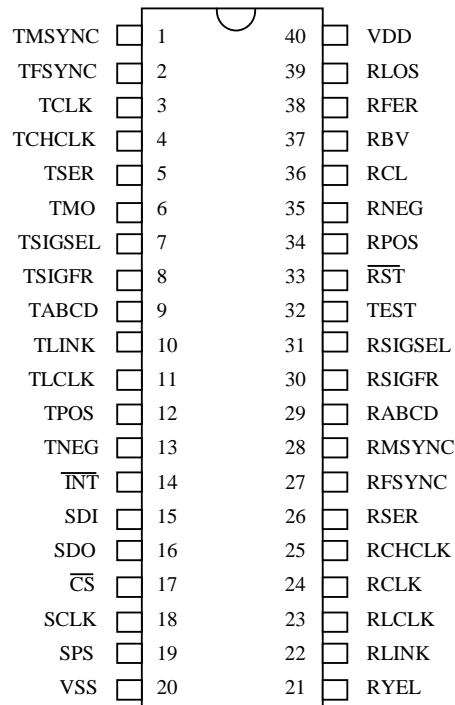 TMSYNC 1 40 VDD
TFSYNC 2 39 RLOS
TCLK 3 38 RFER
TCHCLK 4 37 RBV
TSER 5 36 RCL
TMO 6 35 RNEG
TSIGSEL 7 34 RPOS
TSIGFR 8 33 R̅S̅T̅
TABCD 9 32 TEST
TLINK 10 31 RSIGSEL
TLCLK 11 30 RSIGFR
TPOS 12 29 RABCD
TNEG 13 28 RMSYNC
I̅N̅T̅ 14 27 RFSYNC
SDI 15 26 RSER
SDO 16 25 RCHCLK
C̅S̅ 17 24 RCLK
SCLK 18 23 RLCLK
SPS 19 22 RLINK
VSS 20 21 RYEL